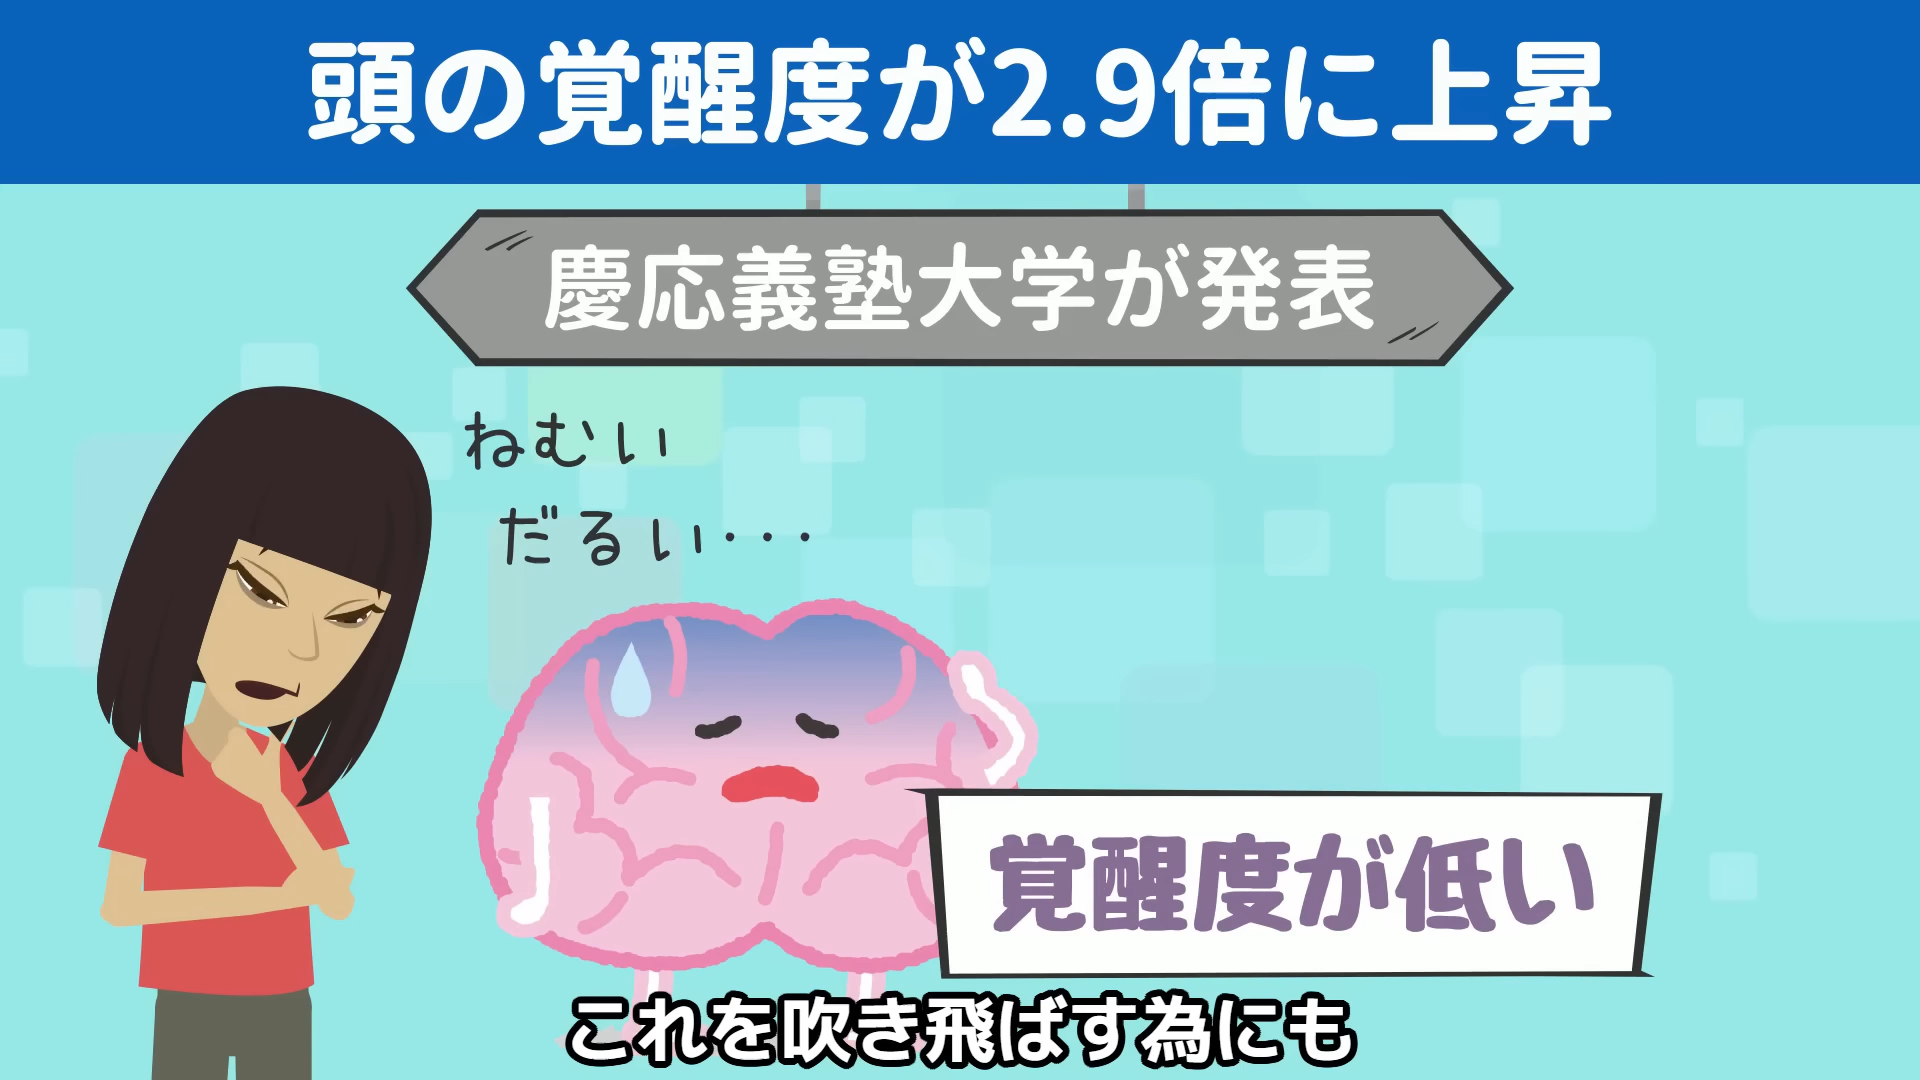 頭の覚醒度が2.9倍に上昇
慶応義塾大学が発表
ねむい
だるい・・・
覚醒度が低い
これを吹き飛ばす為にも